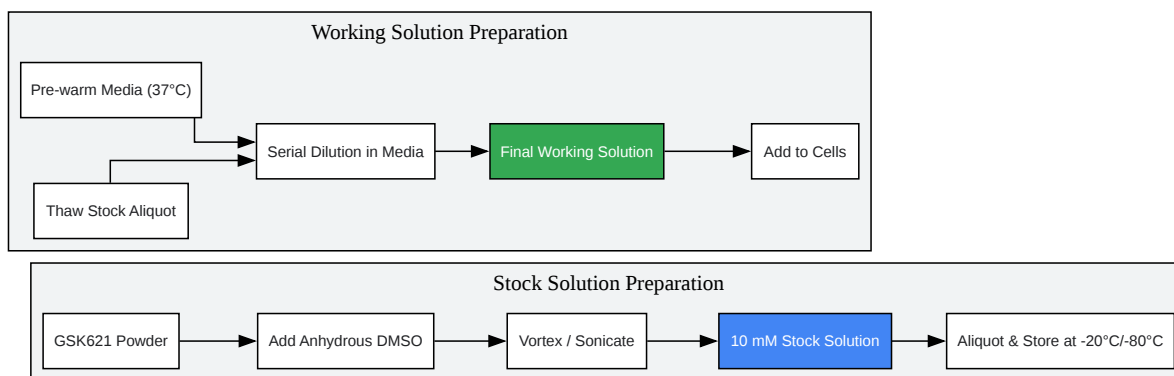 Working Solution Preparation
Pre-warm Media (37°C)
Serial Dilution in Media
Final Working Solution
Add to Cells
Thaw Stock Aliquot
Stock Solution Preparation
GSK621 Powder
Add Anhydrous DMSO
Vortex / Sonicate
10 mM Stock Solution
Aliquot & Store at -20°C/-80°C